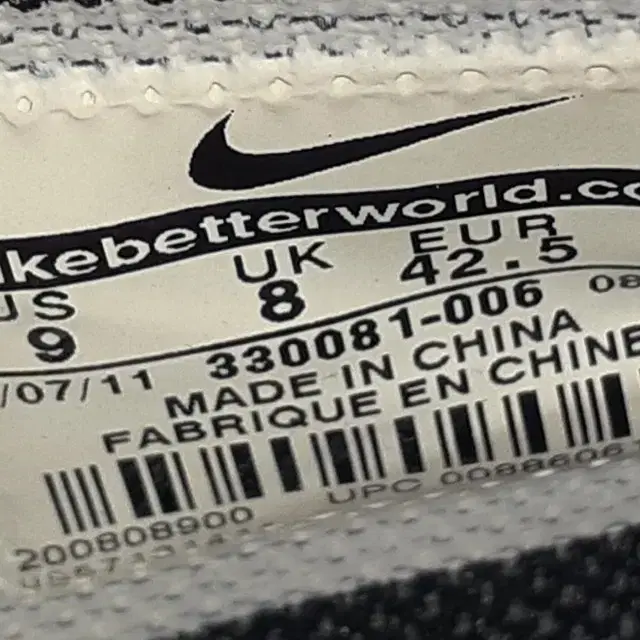 kebetterworld.co
US UK EUR
9 8 42.5
/07/11 330081-006 08
MADE IN CHINA
FABRIQUE EN CHINE
200808900 UPC